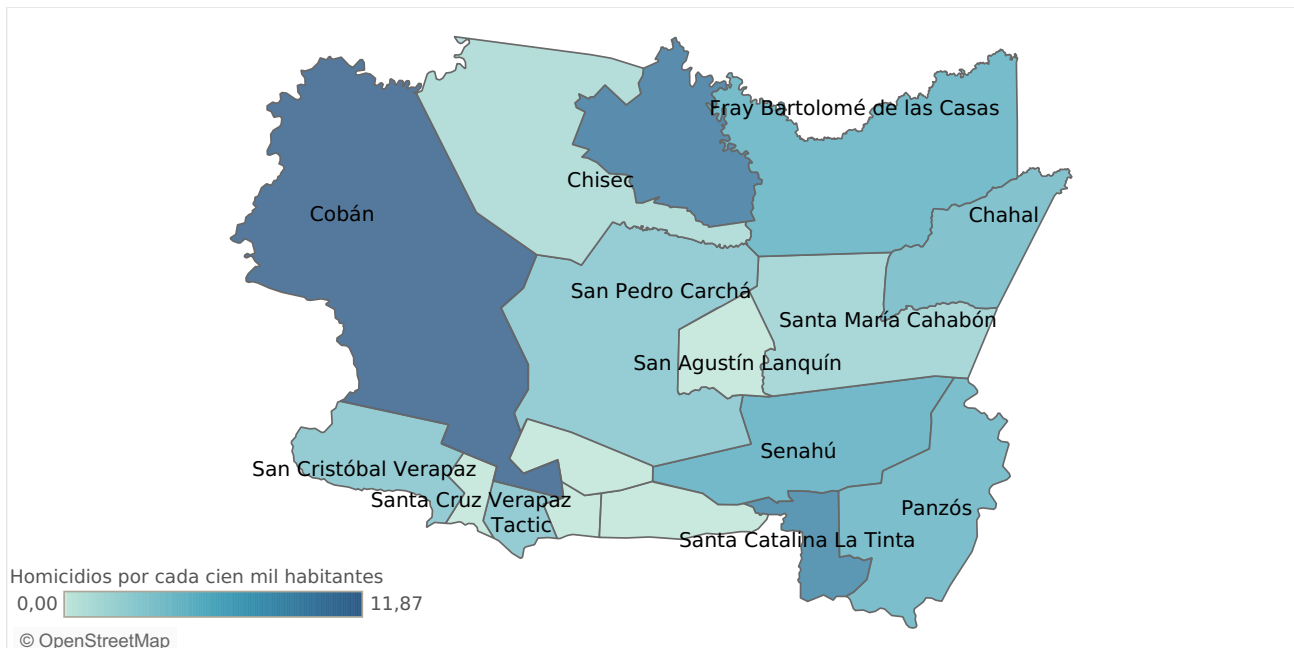 Fray Bartolomé de las Casas
Chisec
Cobán
Chahal
San Pedro Carchá
Santa María Cahabón
San Agustín Lanquín
Senahú
San Cristóbal Verapaz
Santa Cruz Verapaz
Panzós
Tactic
Santa Catalina La Tinta
Homicidios por cada cien mil habitantes
0,00 11,87
© OpenStreetMap